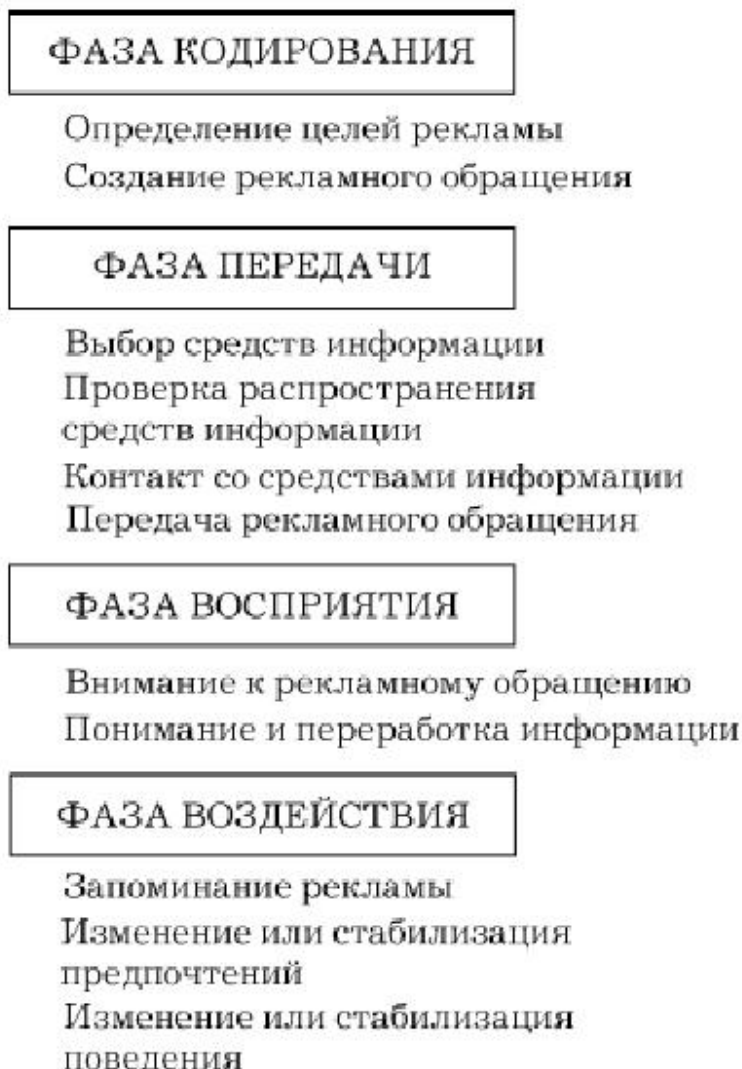 ФАЗА КОДИРОВАНИЯ
Определение целей рекламы
Создание рекламного обращения
ФАЗА ПЕРЕДАЧИ
Выбор средств информации
Проверка распространения
средств информации
Контакт со средствами информации
Передача рекламного обращения
ФАЗА ВОСПРИЯТИЯ
Внимание к рекламному обращению
Понимание и переработка информации
ФАЗА ВОЗДЕЙСТВИЯ
Запоминание рекламы
Изменение или стабилизация
предпочтений
Изменение или стабилизация
поведения